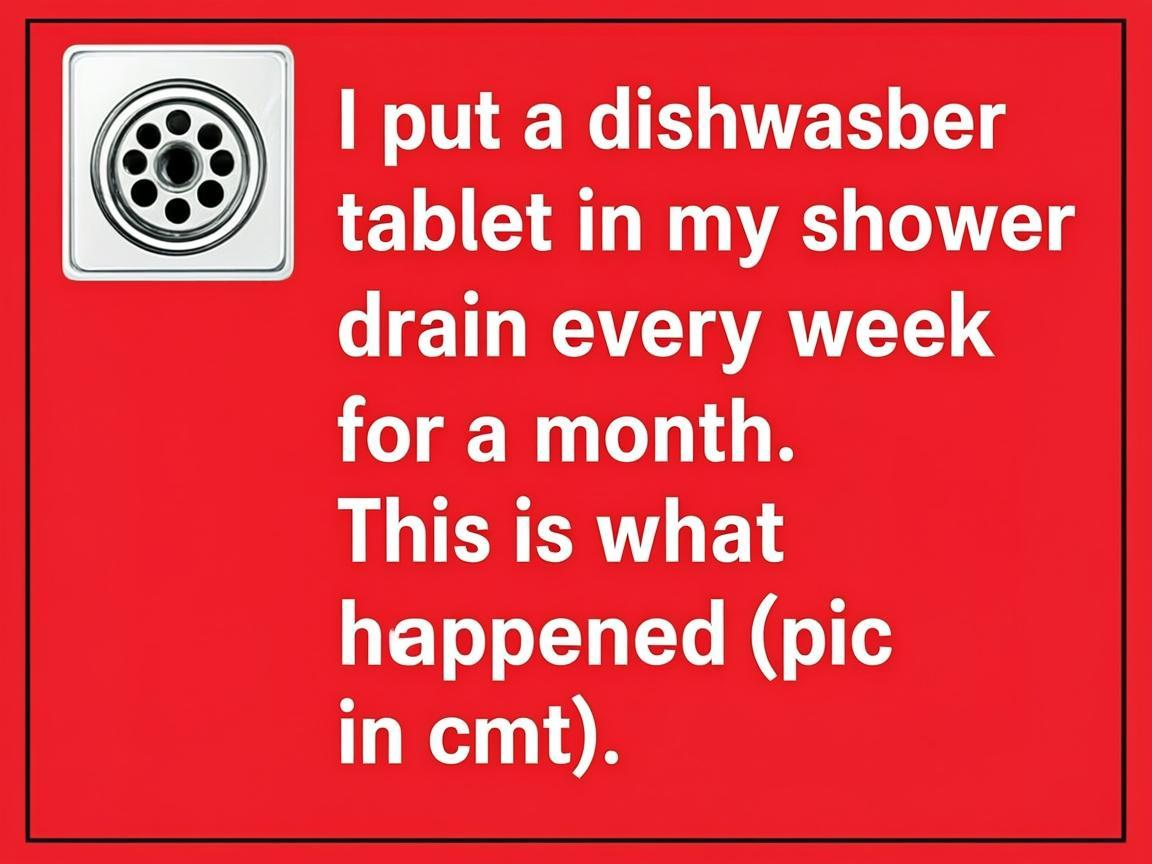 I put a dishwasber
tablet in my shower
drain every week
for a month.
This is what
happened (pic
in cmt).